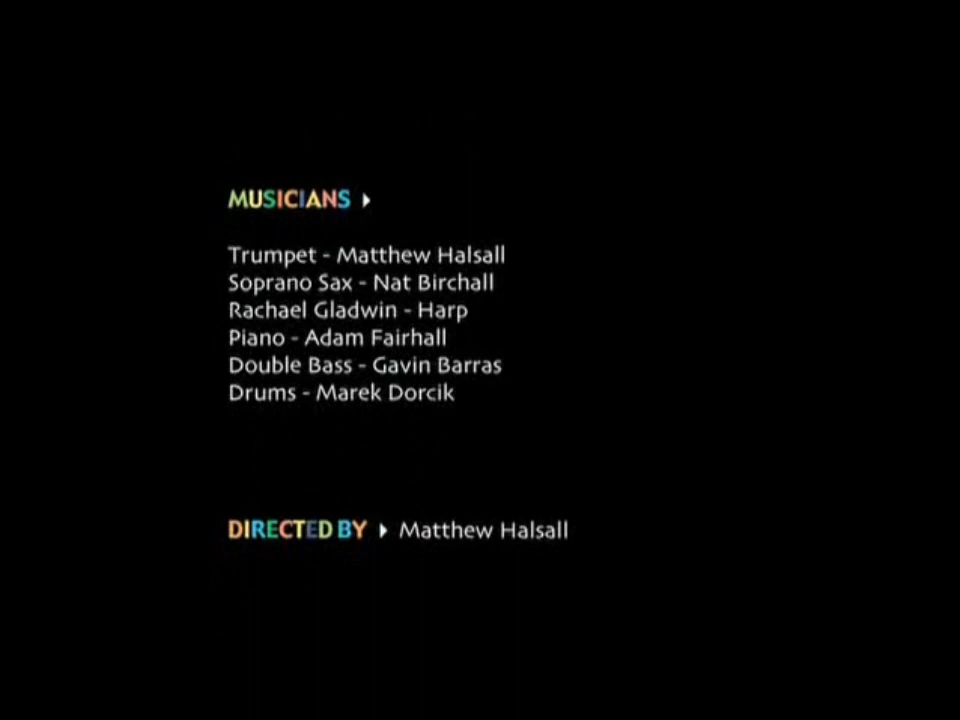 MUSICIANS
Trumpet - Matthew Halsall
Soprano Sax - Nat Birchall
Rachael Gladwin - Harp
Piano - Adam Fairhall
Double Bass - Gavin Barras
Drums - Marek Dorcik
DIRECTED BY Matthew Halsall